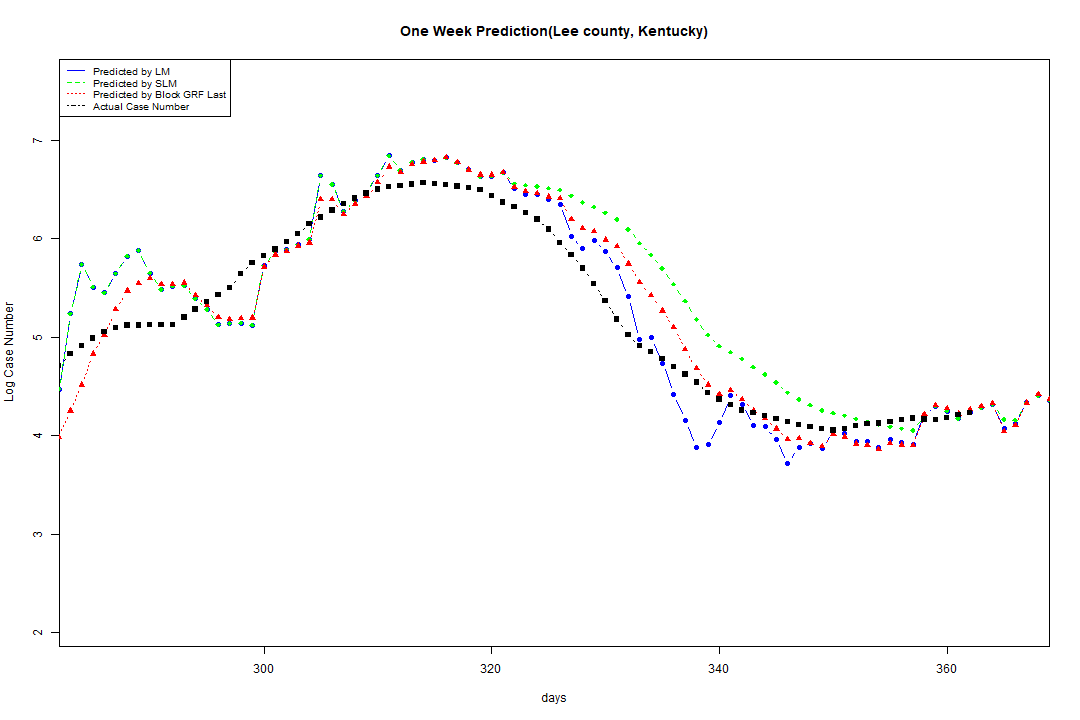 One Week Prediction(Lee county, Kentucky)
Predicted by LM
Predicted by SLM
Predicted by Block GRF Last
Actual Case Number
7
6
5
4
3
2
Log Case Number
300 320 340 360
days